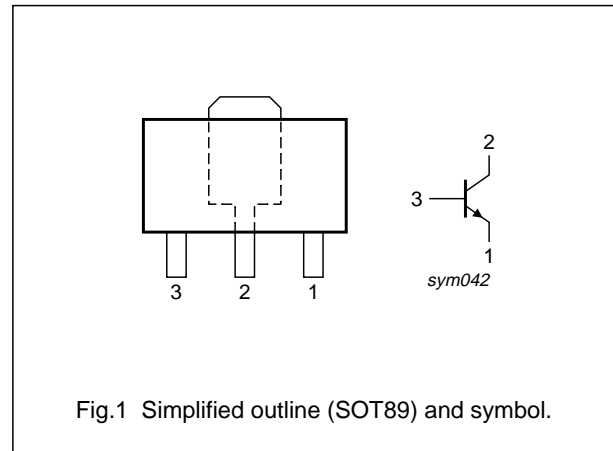 2
3
1
sym042
3 2 1
Fig.1 Simplified outline (SOT89) and symbol.